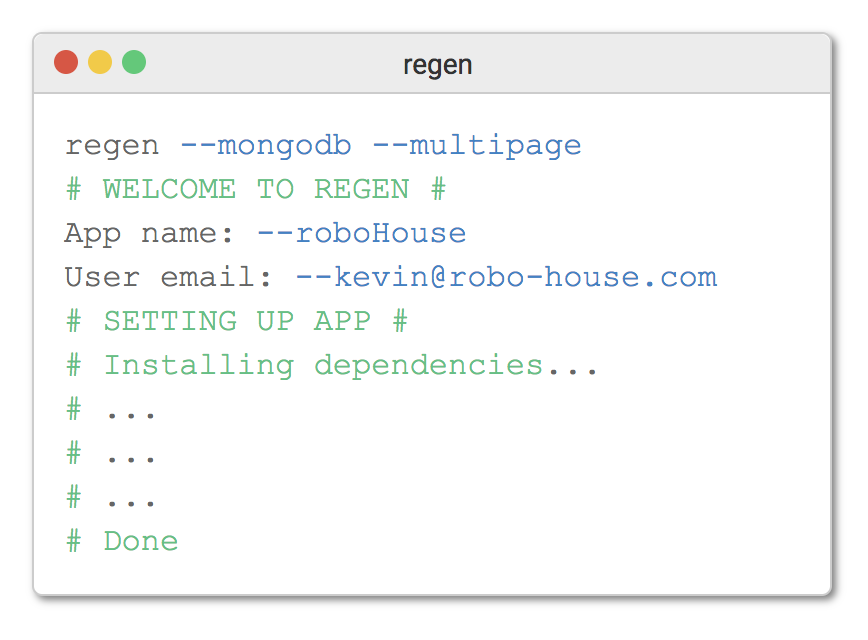 regen
regen --mongodb --multipage
# WELCOME TO REGEN #
App name: --roboHouse
User email: --kevin@robo-house.com
# SETTING UP APP #
# Installing dependencies...
# ...
# ...
# ...
# Done